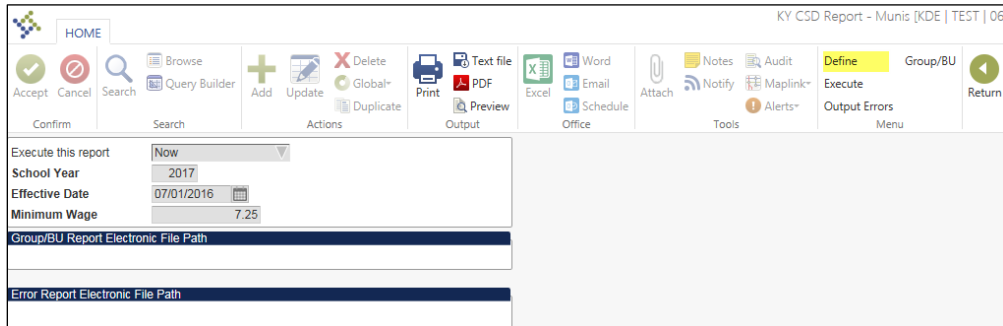 KY CSD Report - Munis [KDE | TEST | 06
HOME
Browse Delete Text file Word Notes Audit Define Group/BU
Query Builder Global PDF Email Notify Maplink Execute
Accept Cancel Search Add Update Duplicate Print Preview Excel Schedule Attach Alerts Output Errors Return
Confirm Search Actions Output Office Tools Menu
Execute this report Now
School Year 2017
Effective Date 07/01/2016
Minimum Wage 7.25
Group/BU Report Electronic File Path
Error Report Electronic File Path